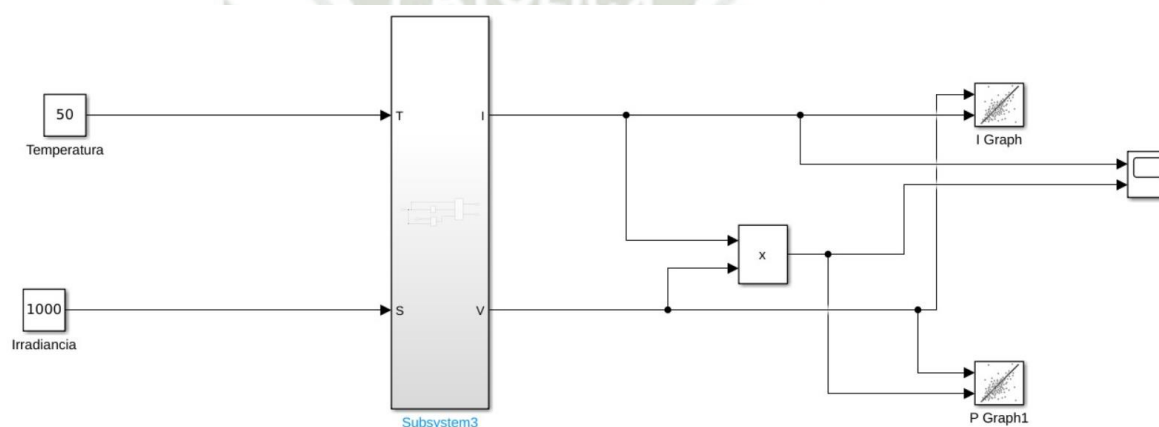 50
Temperatura
1000
Irradiancia
T
I
S
V
Subsystem3
x
I Graph
P Graph1